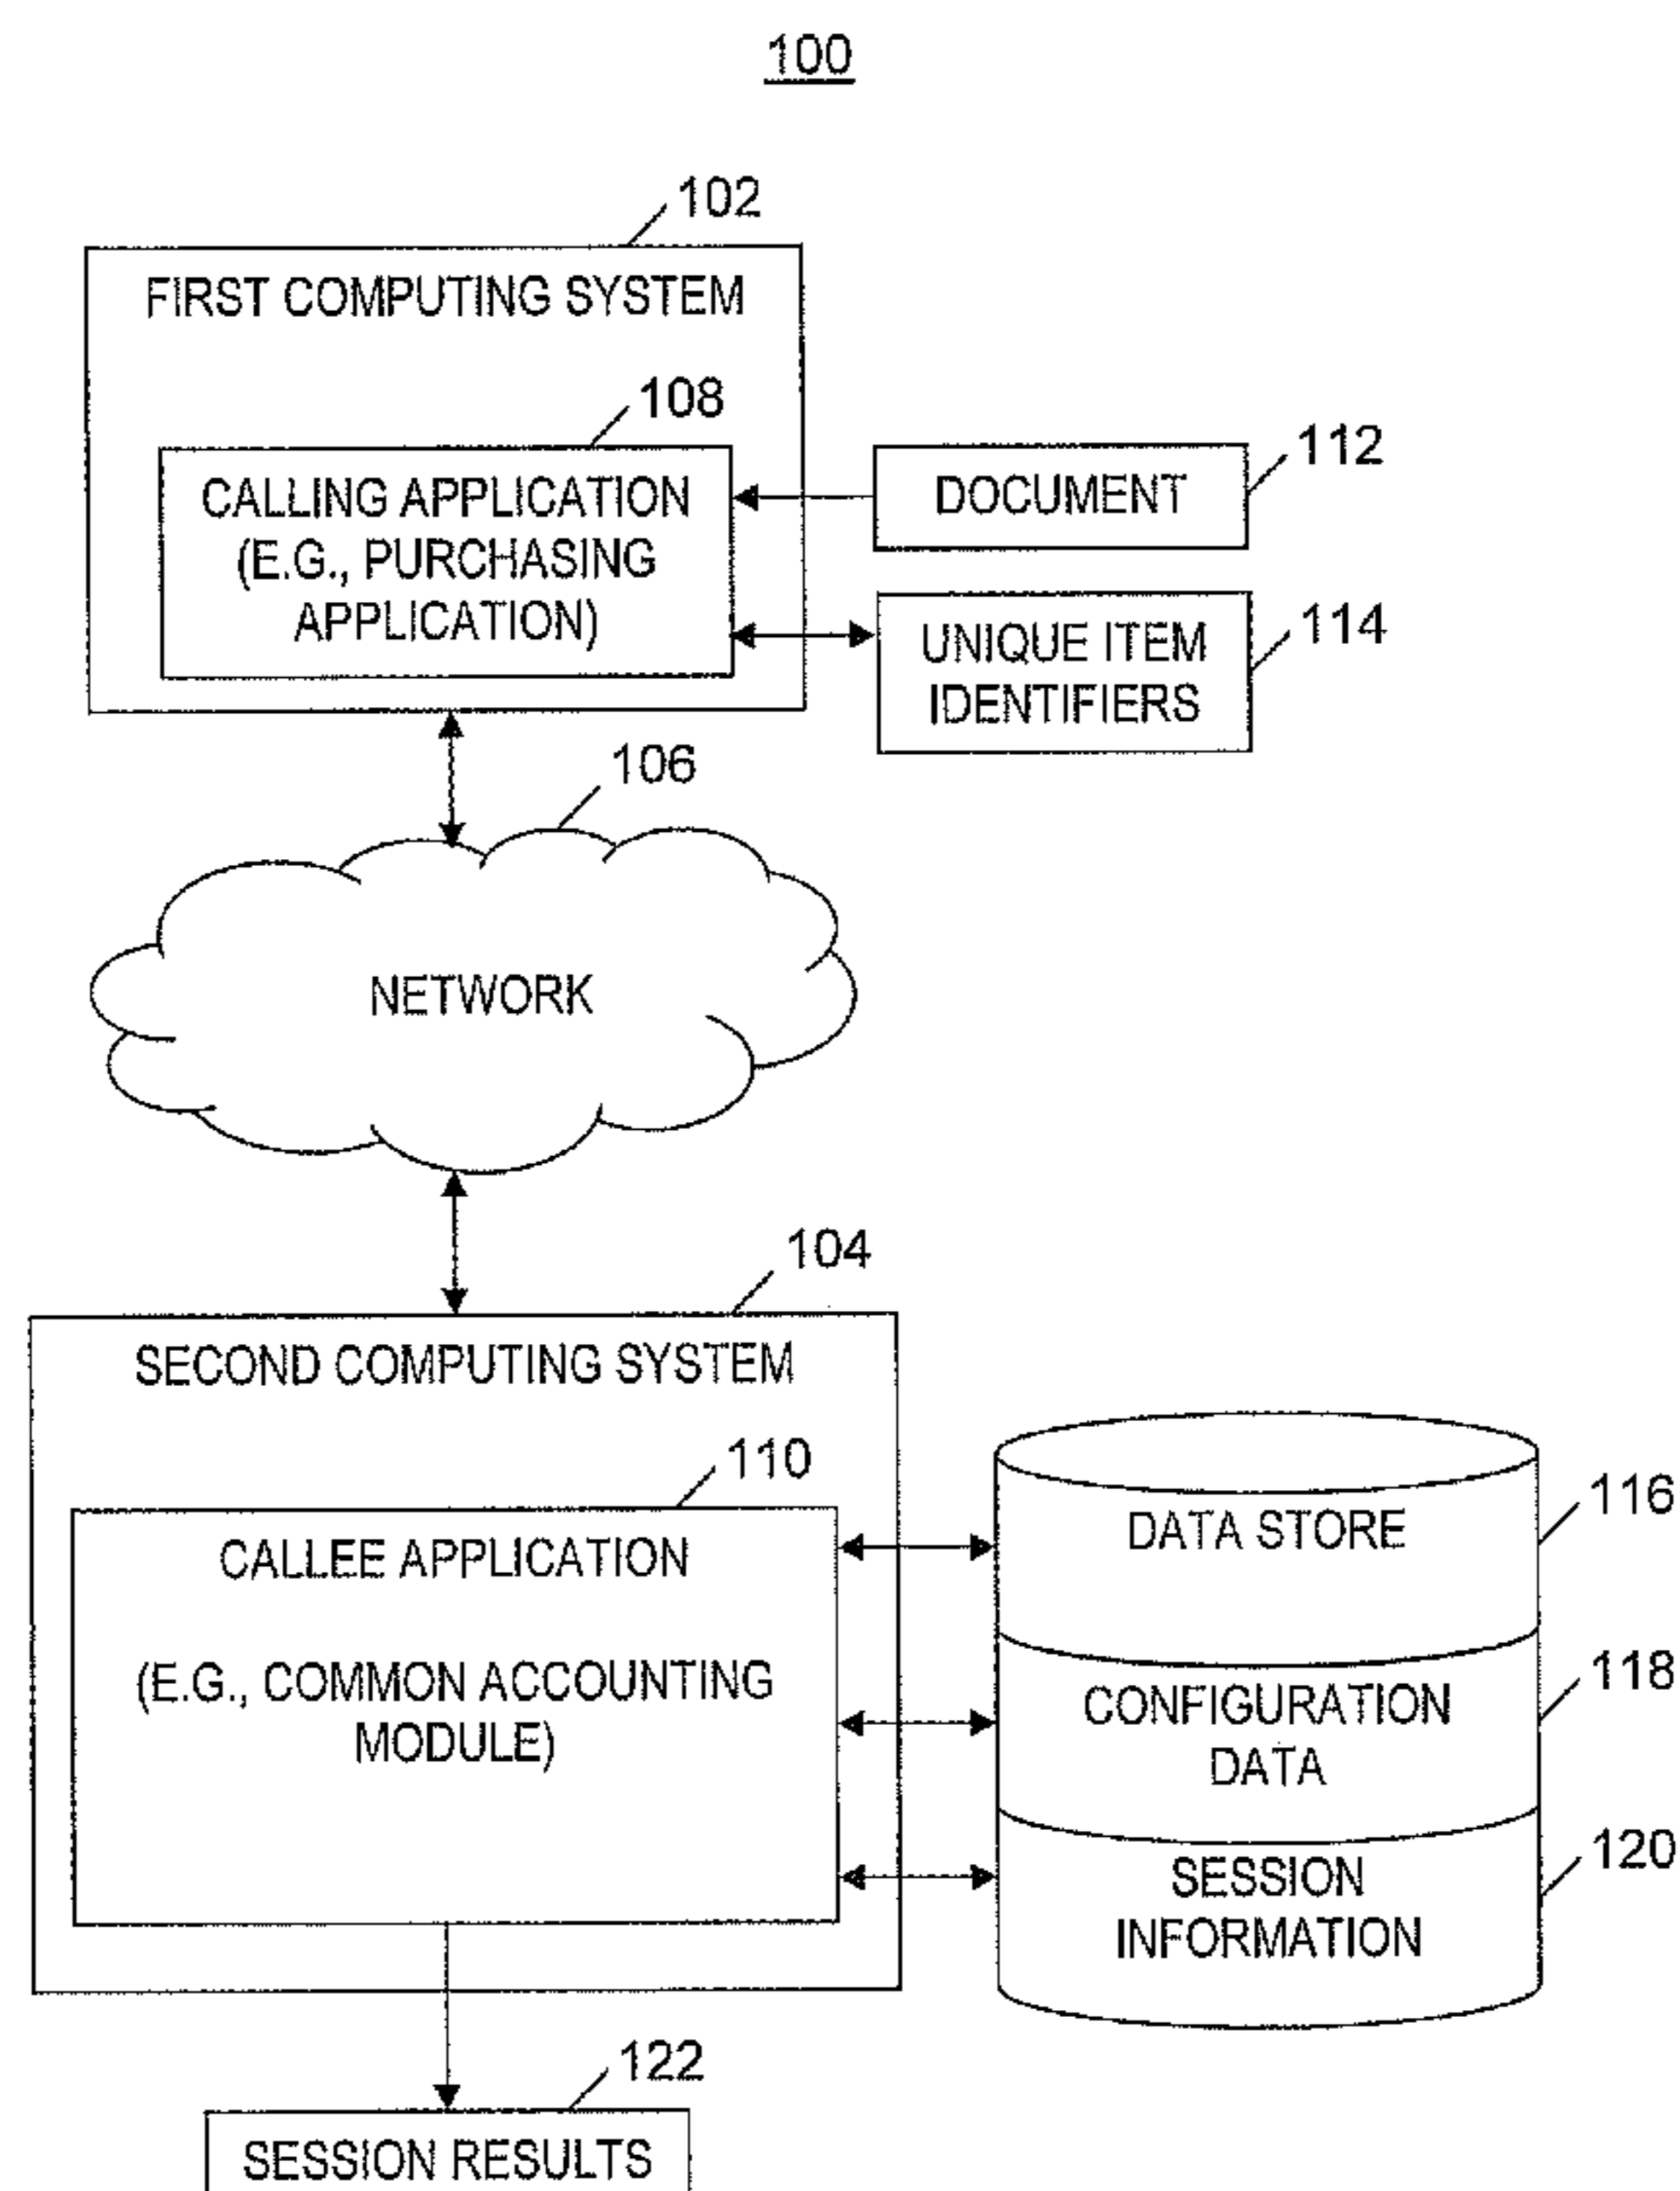 100
102
FIRST COMPUTING SYSTEM
108
CALLING APPLICATION
(E.G., PURCHASING
APPLICATION)
DOCUMENT
112
UNIQUE ITEM
IDENTIFIERS
114
106
NETWORK
104
SECOND COMPUTING SYSTEM
110
CALLEE APPLICATION
(E.G., COMMON ACCOUNTING
MODULE)
DATA STORE
116
CONFIGURATION
DATA
118
SESSION
INFORMATION
120
122
SESSION RESULTS